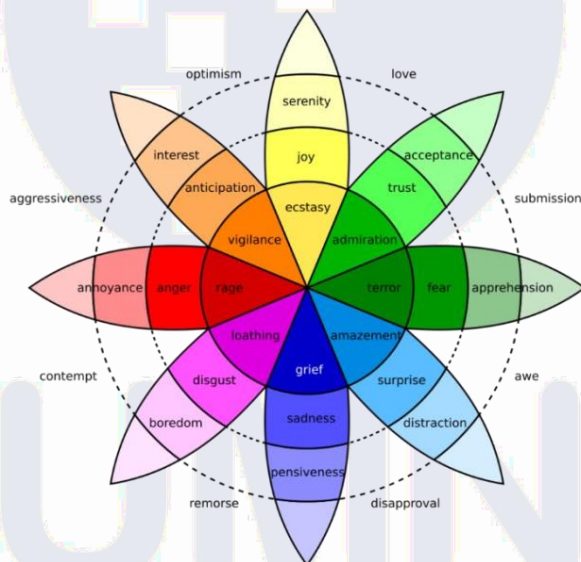 optimism
love
serenity
interest
acceptance
joy
anticipation
trust
aggressiveness
submission
ecstasy
vigilance
admiration
annoyance
anger
rage
terror
fear
apprehension
loathing
amazement
grief
contempt
disgust
surprise
awe
sadness
boredom
distraction
pensiveness
remorse
disapproval
UMN